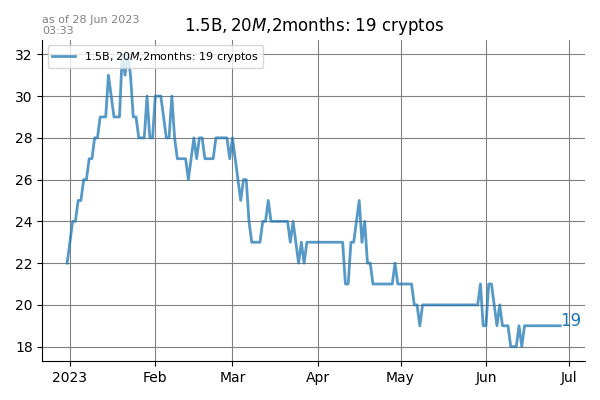 as of 28 Jun 2023
03:33
1.5B, 20M,2months: 19 cryptos
1.5B, 20M,2months: 19 cryptos
32
30
28
26
24
22
20
18
19
2023 Feb Mar Apr May Jun Jul